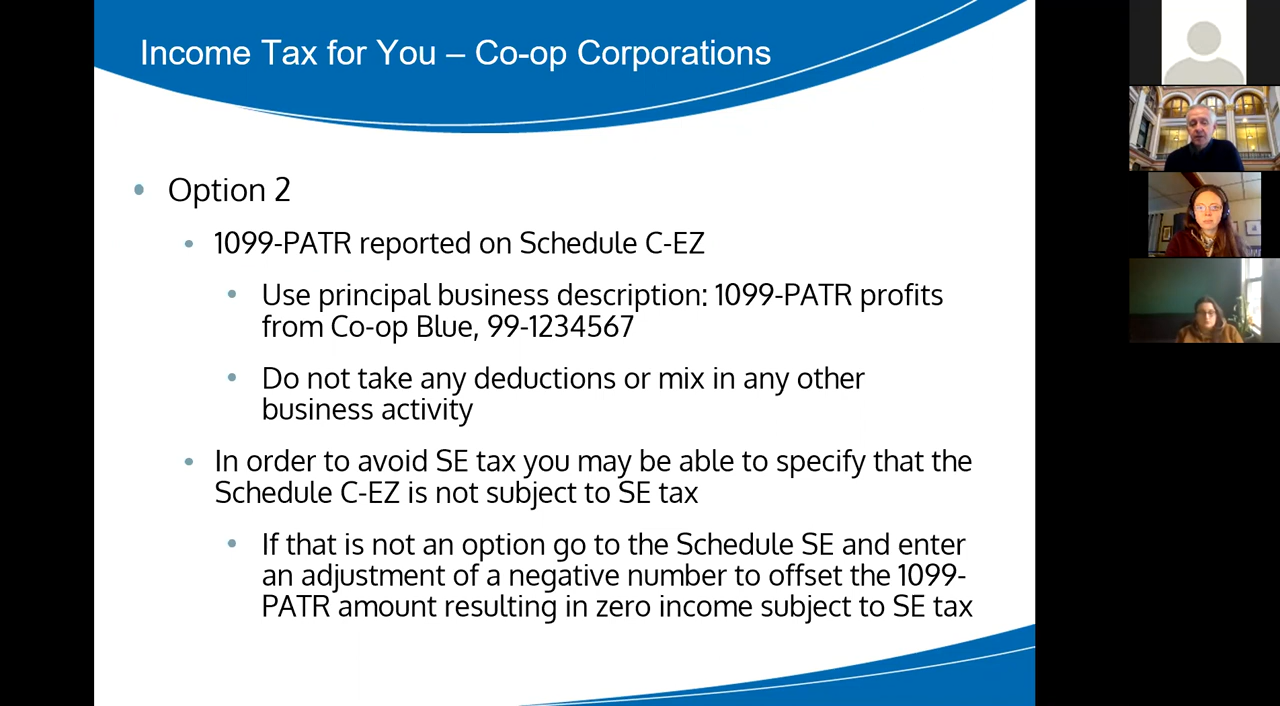 Income Tax for You – Co-op Corporations
• Option 2
• 1099-PATR reported on Schedule C-EZ
• Use principal business description: 1099-PATR profits
from Co-op Blue, 99-1234567
• Do not take any deductions or mix in any other
business activity
• In order to avoid SE tax you may be able to specify that the
Schedule C-EZ is not subject to SE tax
• If that is not an option go to the Schedule SE and enter
an adjustment of a negative number to offset the 1099-
PATR amount resulting in zero income subject to SE tax